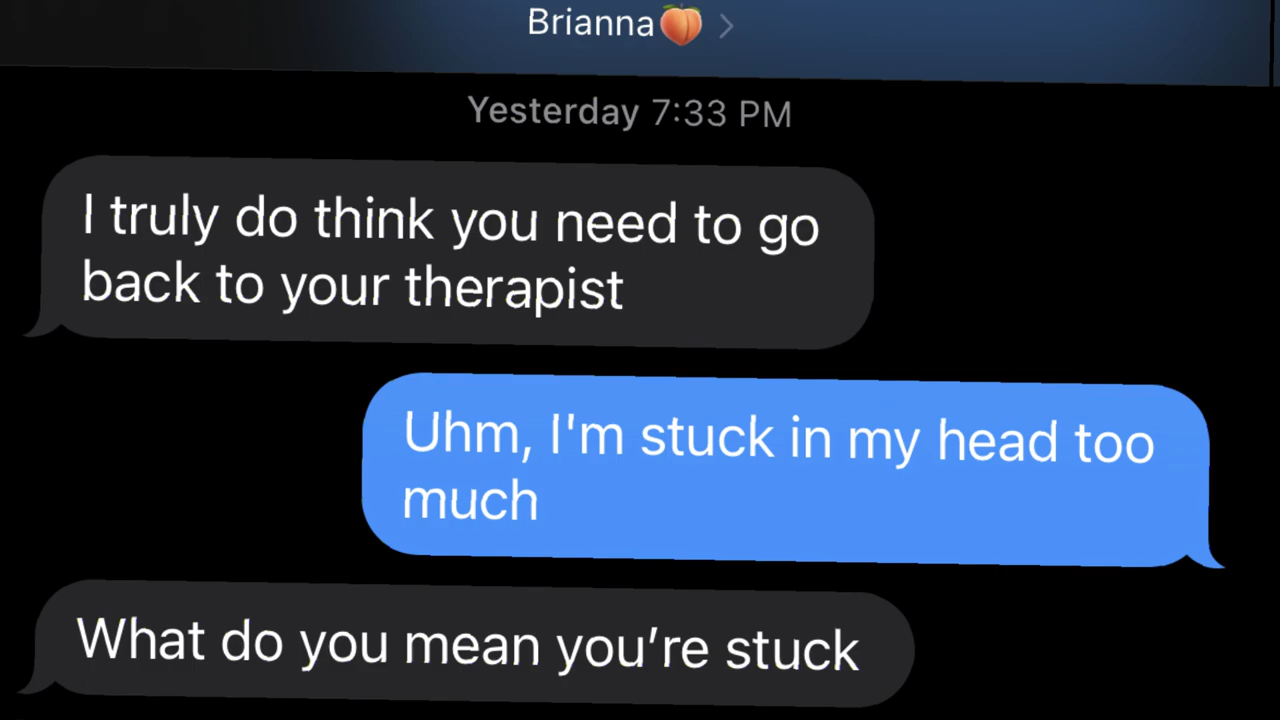 Brianna🍑
Yesterday 7:33 PM
I truly do think you need to go
back to your therapist
Uhm, I'm stuck in my head too
much
What do you mean you’re stuck